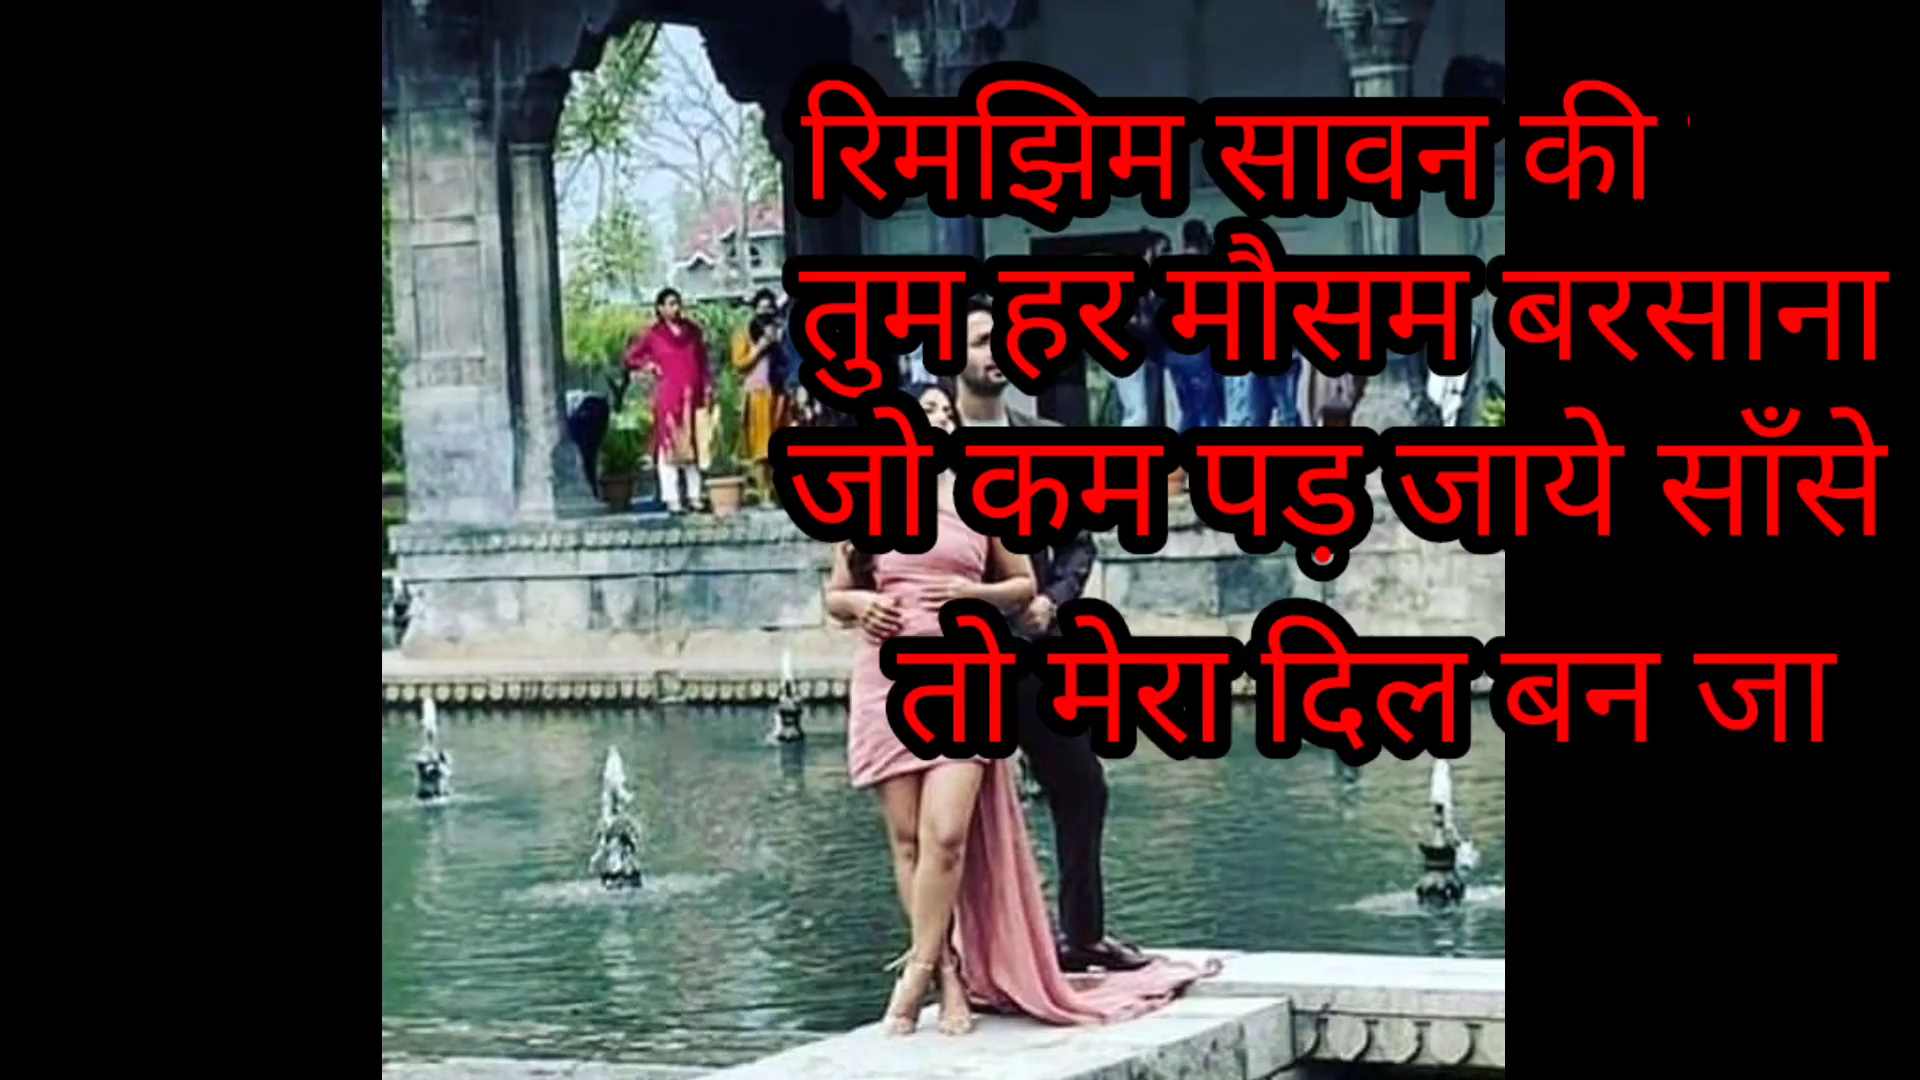 रिमझिम सावन की
तुम हर मौसम बरसाना
जो कम पड़ जाये साँसे
तो मेरा दिल बन जा